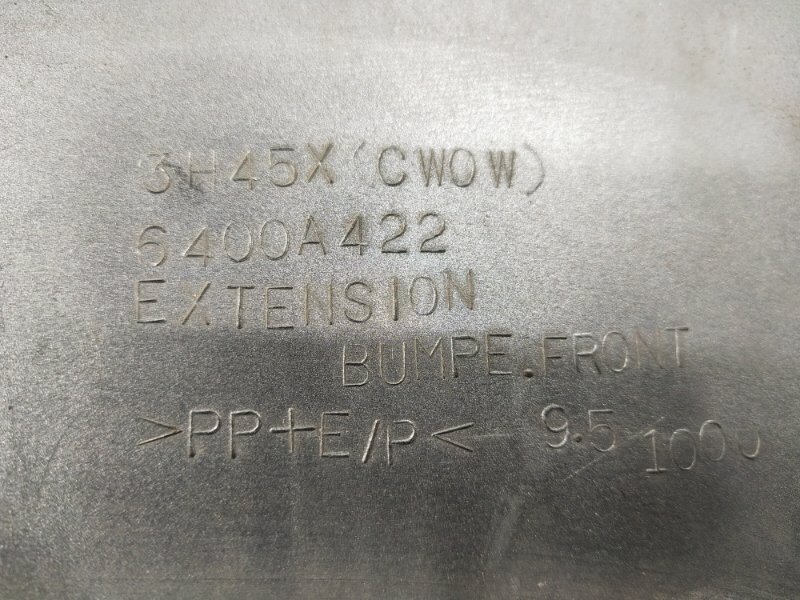 3H45X(CWOW)
6400A422
EXTENSION
BUMPE.FRONT
>PP+E/P< 9.5/1000